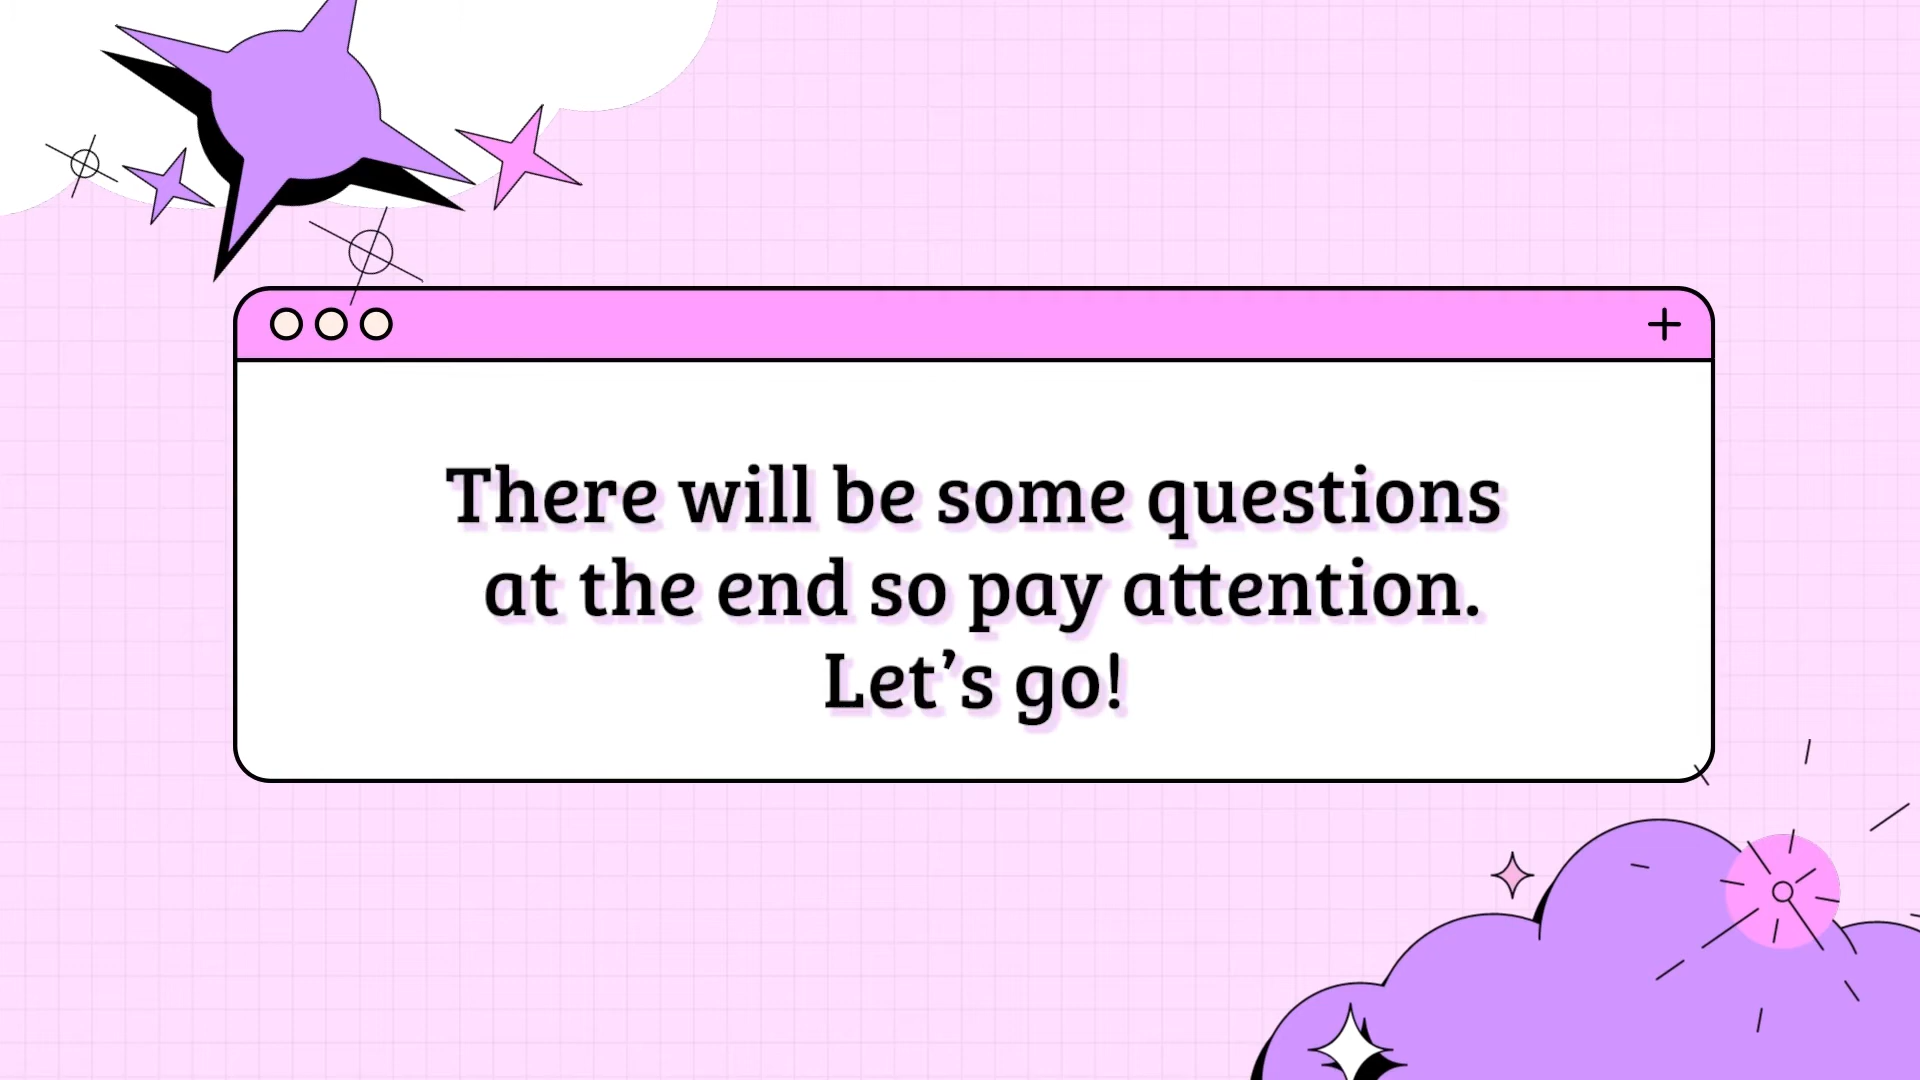 There will be some questions
at the end so pay attention.
Let’s go!